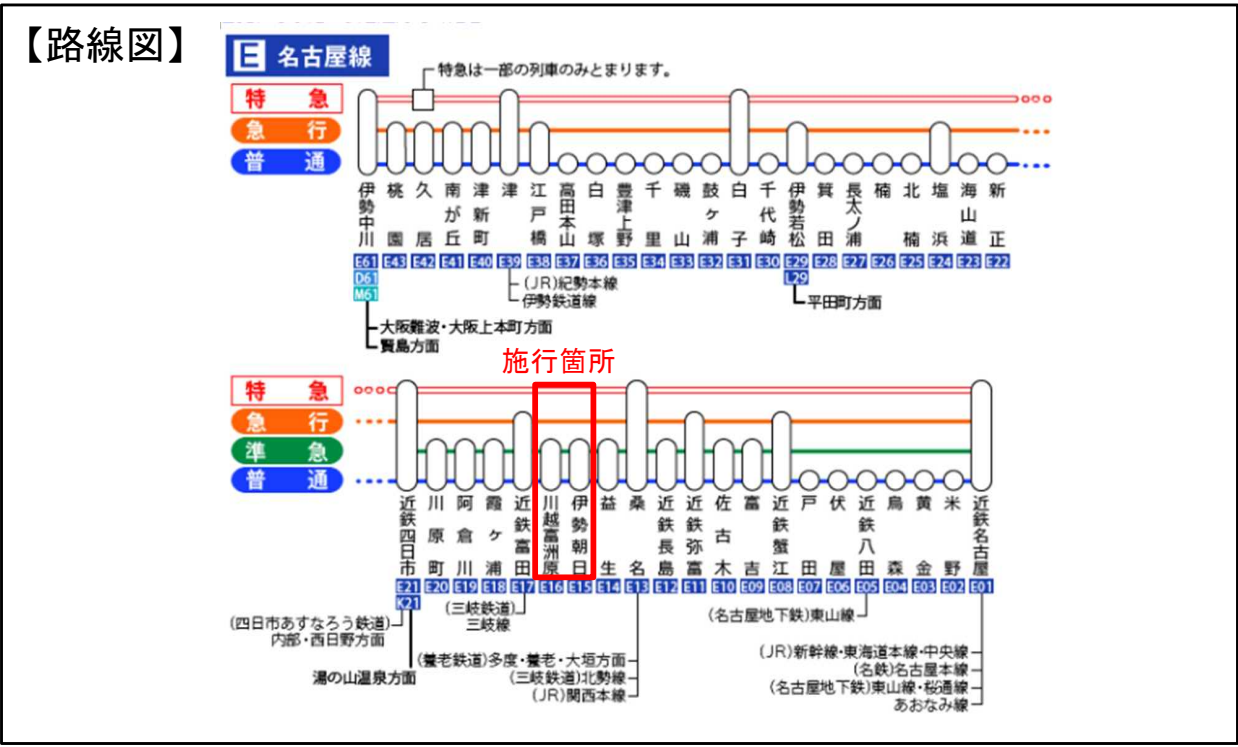 【路線図】
E 名古屋線
特急は一部の列車のみとまります。
特急
急行
普通
伊勢中川 桃園 久居 南が丘 津新町 津 江戸橋 高田本山 白塚 豊津上野 千里 磯山 鼓ヶ浦 白子 千代崎 伊勢若松 箕田 長太ノ浦 楠 北楠 塩浜 海山道 新正
E61 E43 E42 E41 E40 E39 E38 E37 E36 E35 E34 E33 E32 E31 E30 E29 E28 E27 E26 E25 E24 E23 E22
D61 L29
M61
(JR)紀勢本線
伊勢鉄道線
平田町方面
大阪難波・大阪上本町方面
賢島方面
施行箇所
特急
急行
準急
普通
近鉄四日市 川原町 阿倉川 霞ヶ浦 近鉄富田 川越富洲原 伊勢朝日 益生 桑名 近鉄長島 近鉄弥富 佐古木 富吉 近鉄蟹江 戸田 伏屋 近鉄八田 烏森 黄金 米野 近鉄名古屋
E21 E20 E19 E18 E17 E16 E15 E14 E13 E12 E11 E10 E09 E08 E07 E06 E05 E04 E03 E02 E01
K21
(四日市あすなろう鉄道)
内部・西日野方面
湯の山温泉方面
(三岐鉄道)
三岐線
(養老鉄道)多度・養老・大垣方面
(三岐鉄道)北勢線
(JR)関西本線
(名古屋地下鉄)東山線
(JR)新幹線・東海道本線・中央線
(名鉄)名古屋本線
(名古屋地下鉄)東山線・桜通線
あおなみ線